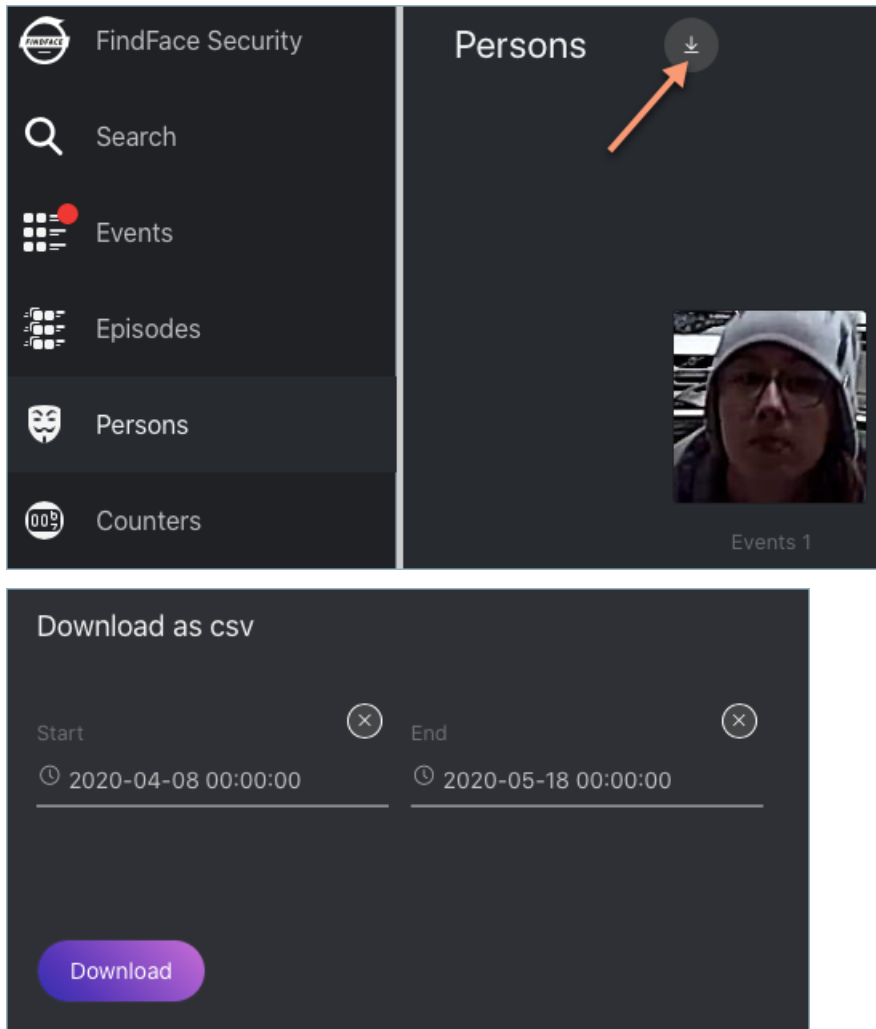 FINDFACE
FindFace Security
Persons
Search
Events
Episodes
Persons
Counters
Events 1
Download as csv
Start
End
2020-04-08 00:00:00
2020-05-18 00:00:00
Download